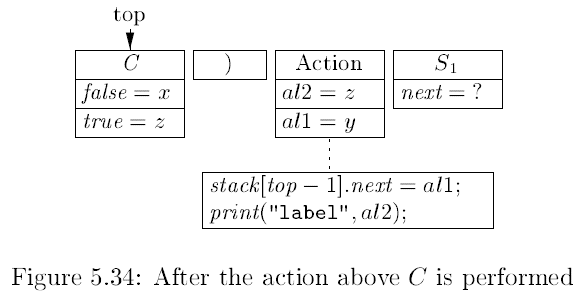 top
C ) Action S₁
false = x al2 = z next = ?
true = z al1 = y
stack[top − 1].next = al1;
print("label", al2);
Figure 5.34: After the action above C is performed